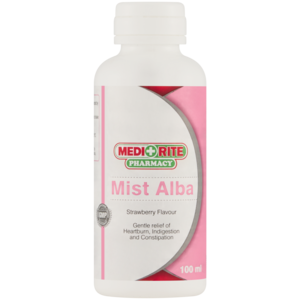 MEDI RITE
PHARMACY
Mist Alba
Strawberry Flavour
Gentle relief of
Heartburn, Indigestion
and Constipation
100 ml